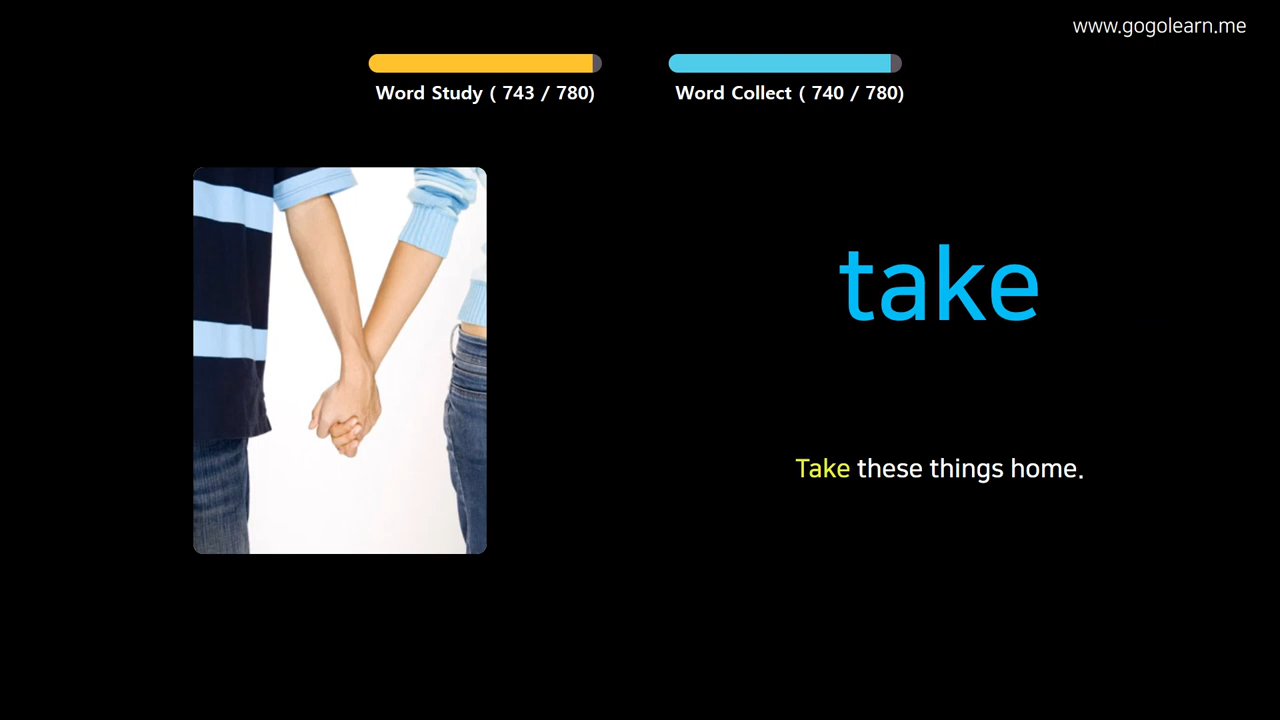 www.gogolearn.me
Word Study ( 743 / 780)
Word Collect ( 740 / 780)
take
Take these things home.